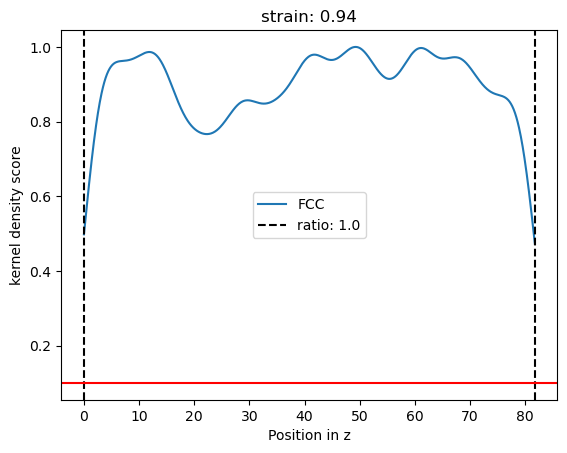 strain: 0.94
kernel density score
1.0
0.8
0.6
0.4
0.2
FCC
ratio: 1.0
0 10 20 30 40 50 60 70 80
Position in z